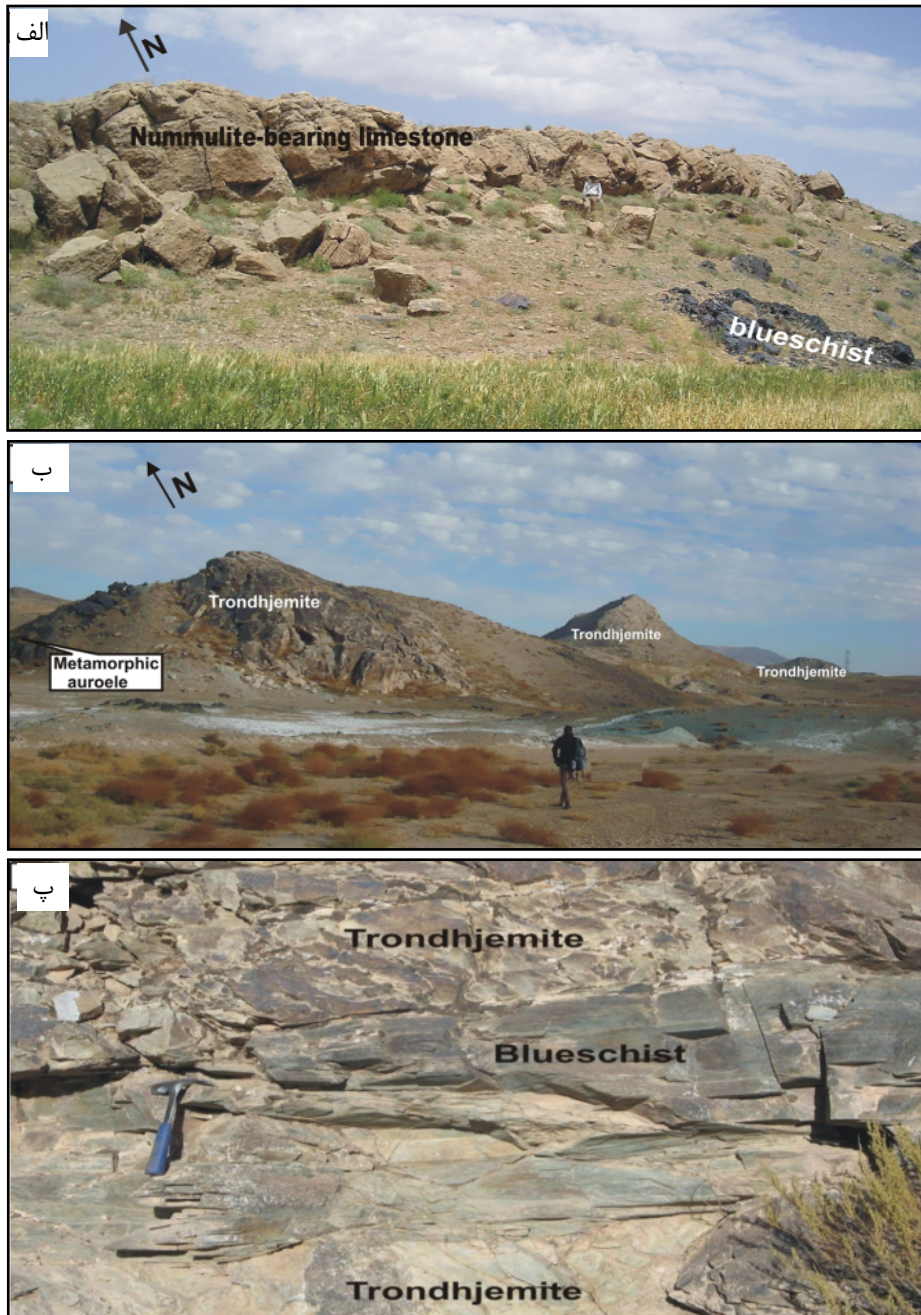 الف
N
Nummulite-bearing limestone
blueschist
ب
N
Trondhjemite
Trondhjemite
Trondhjemite
Metamorphic
auroele
پ
Trondhjemite
Blueschist
Trondhjemite